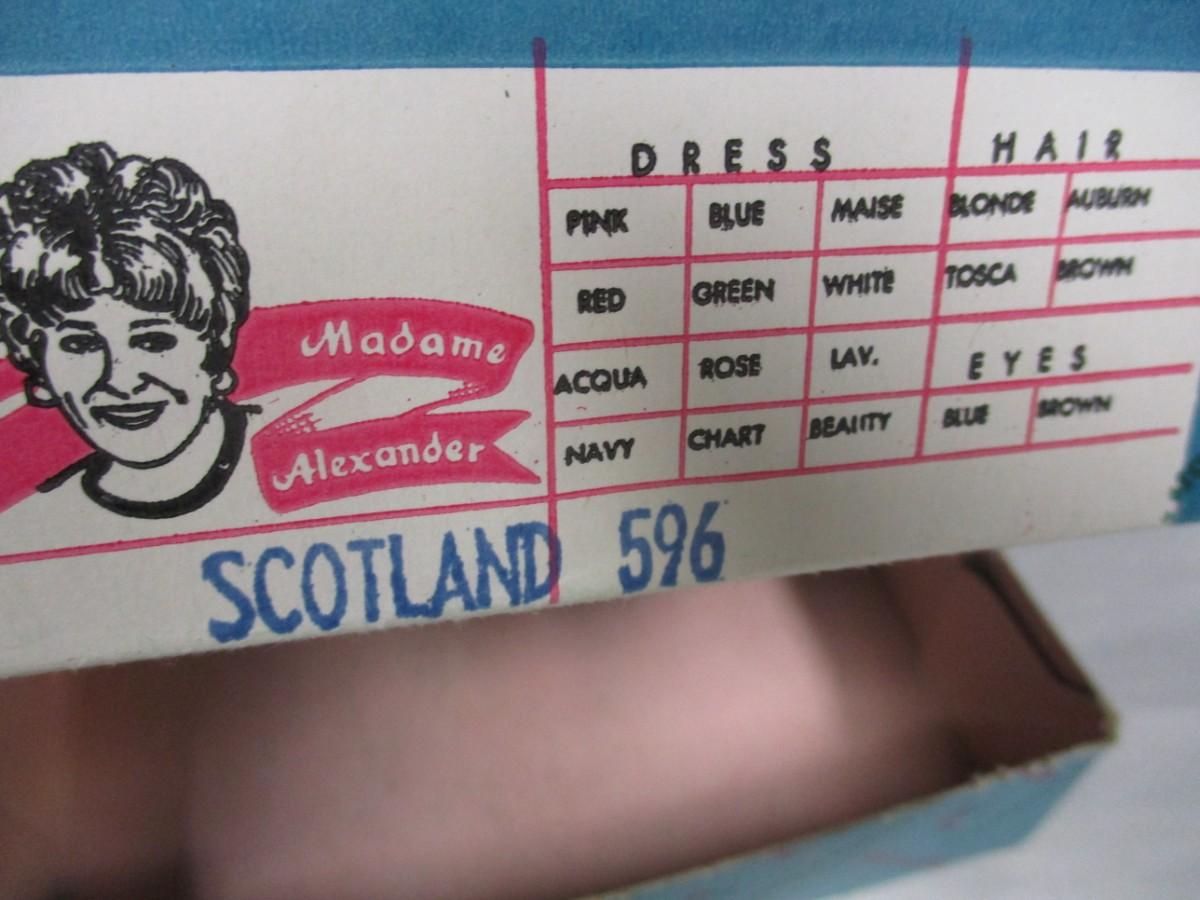 Madame
Alexander
DRESS
PINK BLUE MAISE
RED GREEN WHITE
ACQUA ROSE LAV.
NAVY CHART BEAUTY
HAIR
BLONDE AUBURN
TOSCA BROWN
EYES
BLUE BROWN
SCOTLAND 596